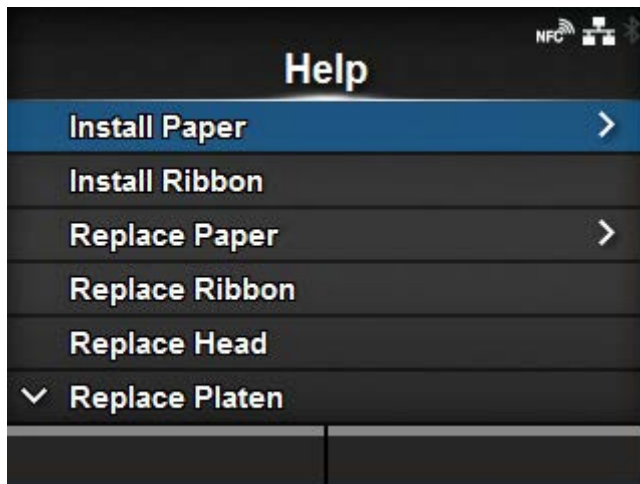 NFC
Help
Install Paper
Install Ribbon
Replace Paper
Replace Ribbon
Replace Head
Replace Platen